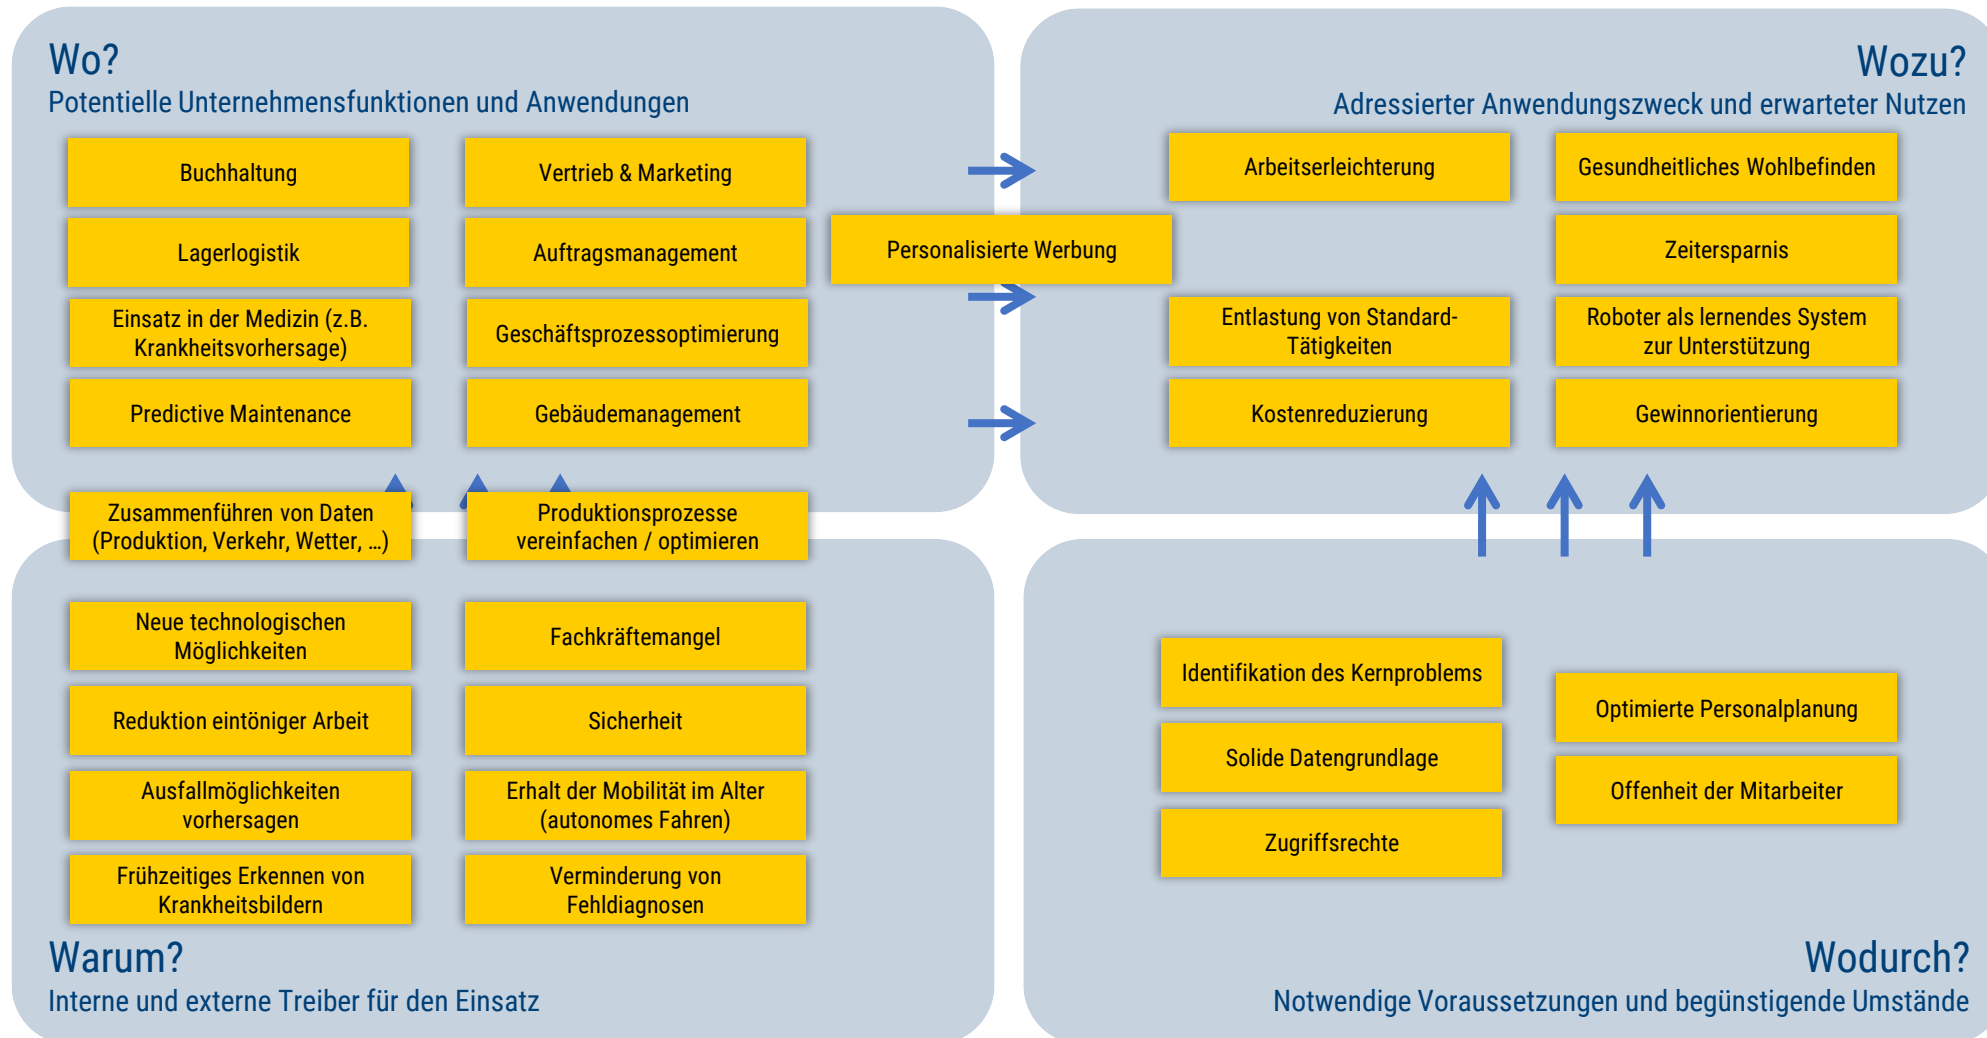 Wo?
Potentielle Unternehmensfunktionen und Anwendungen
Buchhaltung
Vertrieb & Marketing
Lagerlogistik
Auftragsmanagement
Einsatz in der Medizin (z.B.
Krankheitsvorhersage)
Geschäftsprozessoptimierung
Predictive Maintenance
Gebäudemanagement
Personalisierte Werbung
Wozu?
Adressierter Anwendungszweck und erwarteter Nutzen
Arbeitserleichterung
Gesundheitliches Wohlbefinden
Zeitersparnis
Entlastung von Standard-
Tätigkeiten
Roboter als lernendes System
zur Unterstützung
Kostenreduzierung
Gewinnorientierung
Zusammenführen von Daten
(Produktion, Verkehr, Wetter, …)
Produktionsprozesse
vereinfachen / optimieren
Neue technologischen
Möglichkeiten
Fachkräftemangel
Reduktion eintöniger Arbeit
Sicherheit
Ausfallmöglichkeiten
vorhersagen
Erhalt der Mobilität im Alter
(autonomes Fahren)
Frühzeitiges Erkennen von
Krankheitsbildern
Verminderung von
Fehldiagnosen
Warum?
Interne und externe Treiber für den Einsatz
Identifikation des Kernproblems
Optimierte Personalplanung
Solide Datengrundlage
Offenheit der Mitarbeiter
Zugriffsrechte
Wodurch?
Notwendige Voraussetzungen und begünstigende Umstände